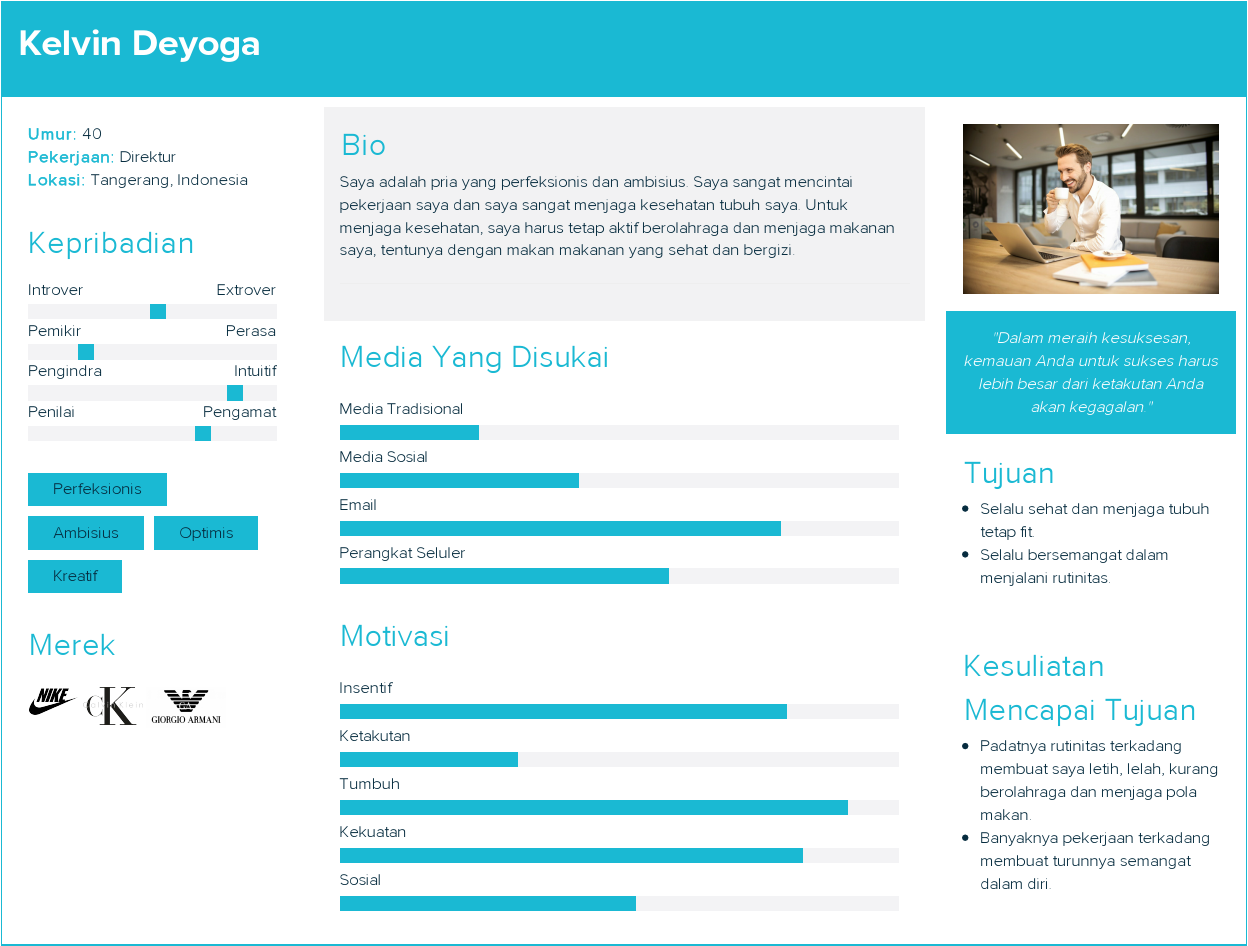 Kelvin Deyoga
Umur: 40
Pekerjaan: Direktur
Lokasi: Tangerang, Indonesia
Kepribadian
Introver Extrover
Pemikir Perasa
Pengindra Intuitif
Penilai Pengamat
Perfeksionis
Ambisius Optimis
Kreatif
Merek
NIKE
cK
GIORGIO ARMANI
Bio
Saya adalah pria yang perfeksionis dan ambisius. Saya sangat mencintai
pekerjaan saya dan saya sangat menjaga kesehatan tubuh saya. Untuk
menjaga kesehatan, saya harus tetap aktif berolahraga dan menjaga makanan
saya, tentunya dengan makan makanan yang sehat dan bergizi.
Media Yang Disukai
Media Tradisional
Media Sosial
Email
Perangkat Seluler
Motivasi
Insentif
Ketakutan
Tumbuh
Kekuatan
Sosial
"Dalam meraih kesuksesan,
kemauan Anda untuk sukses harus
lebih besar dari ketakutan Anda
akan kegagalan."
Tujuan
Selalu sehat dan menjaga tubuh
tetap fit.
Selalu bersemangat dalam
menjalani rutinitas.
Kesuliatan
Mencapai Tujuan
Padatnya rutinitas terkadang
membuat saya letih, lelah, kurang
berolahraga dan menjaga pola
makan.
Banyaknya pekerjaan terkadang
membuat turunnya semangat
dalam diri.